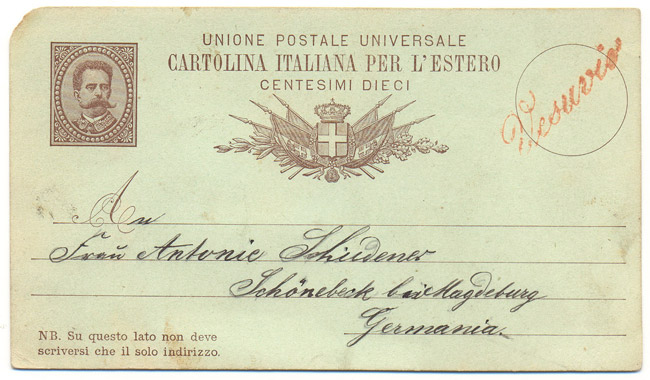 UNIONE POSTALE UNIVERSALE
CARTOLINA ITALIANA PER L'ESTERO
CENTESIMI DIECI
Vesuvio
An
Frau Antonie
Schönebeck bei Magdeburg
Germania.
NB. Su questo lato non deve
scriversi che il solo indirizzo.